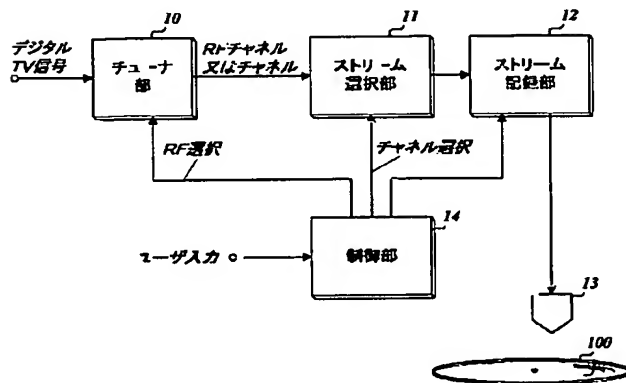 10
11
12
デジタル
TV信号
チューナ
部
RFチャネル
又はチャネル
ストリーム
選択部
ストリーム
記録部
RF選択
チャネル選択
14
ユーザ入力
制御部
13
100